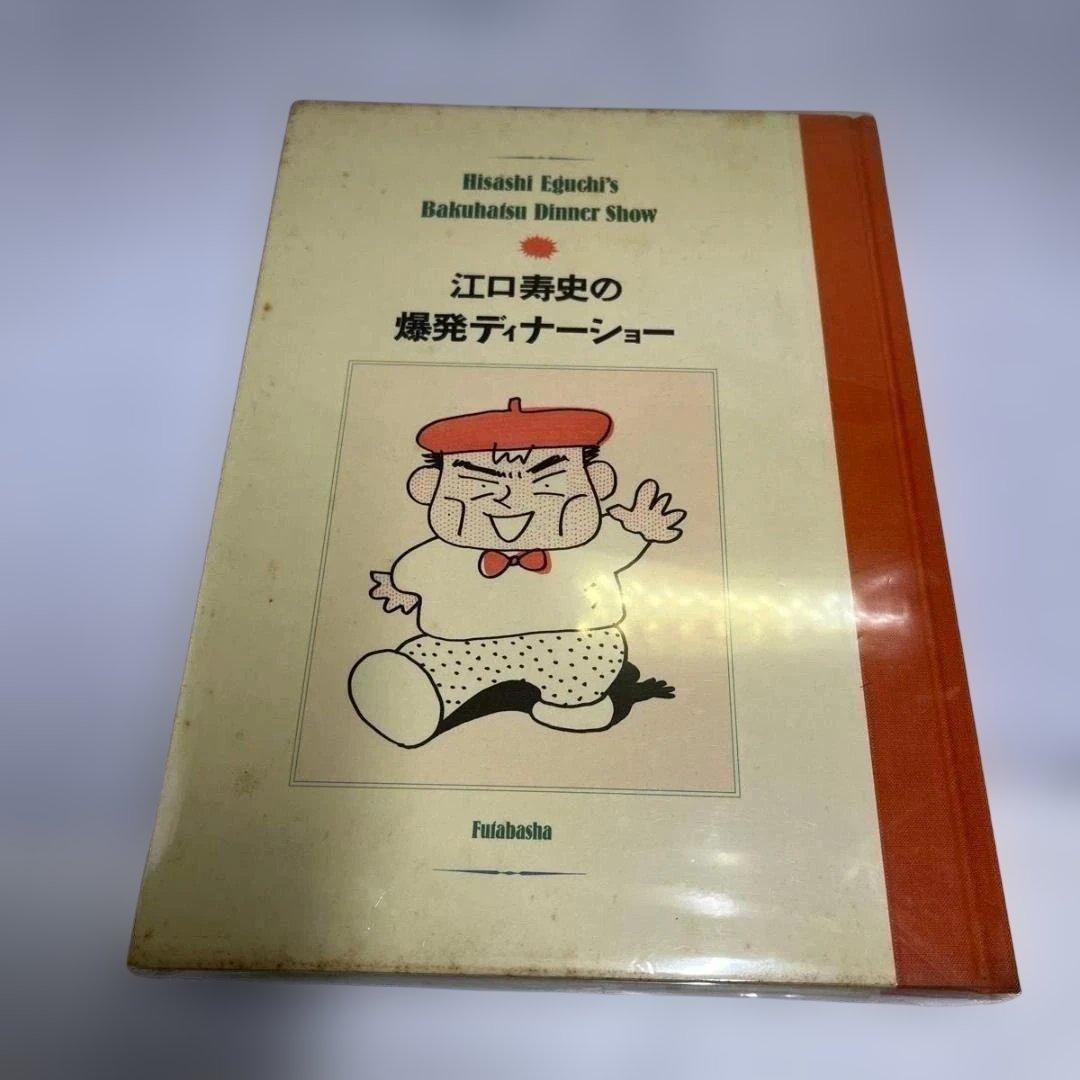 Hisashi Eguchi's
Bakuhatsu Dinner Show
江口寿史の
爆発ディナーショー
Futabasha